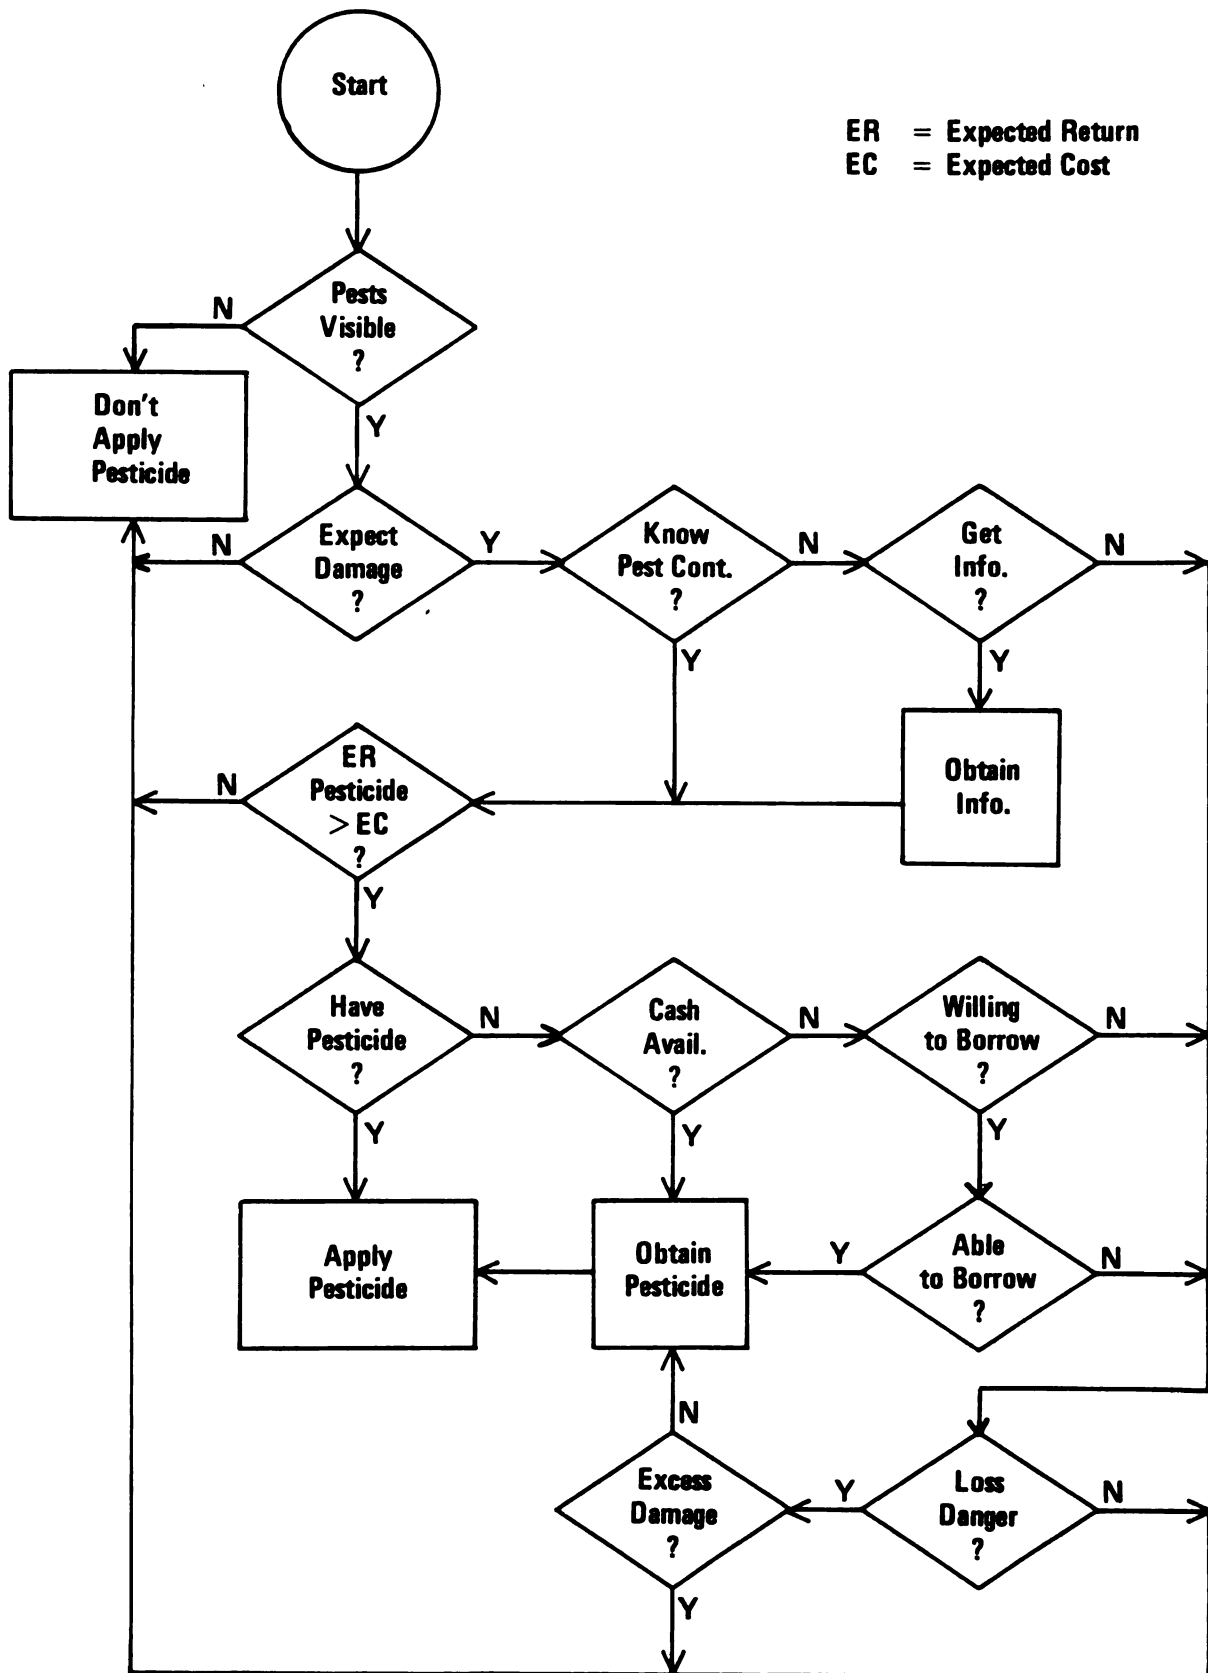 Start
ER = Expected Return
EC = Expected Cost
N
Pests
Visible
?
Y
Don't
Apply
Pesticide
N
Expect
Damage
?
Y
Know
Pest Cont.
?
N
Get
Info.
?
N
Y
Y
N
ER
Pesticide
> EC
?
Obtain
Info.
Y
Have
Pesticide
?
N
Cash
Avail.
?
N
Willing
to Borrow
?
N
Y
Y
Y
Apply
Pesticide
Obtain
Pesticide
Y
Able
to Borrow
?
N
N
Excess
Damage
?
Y
Loss
Danger
?
N
Y